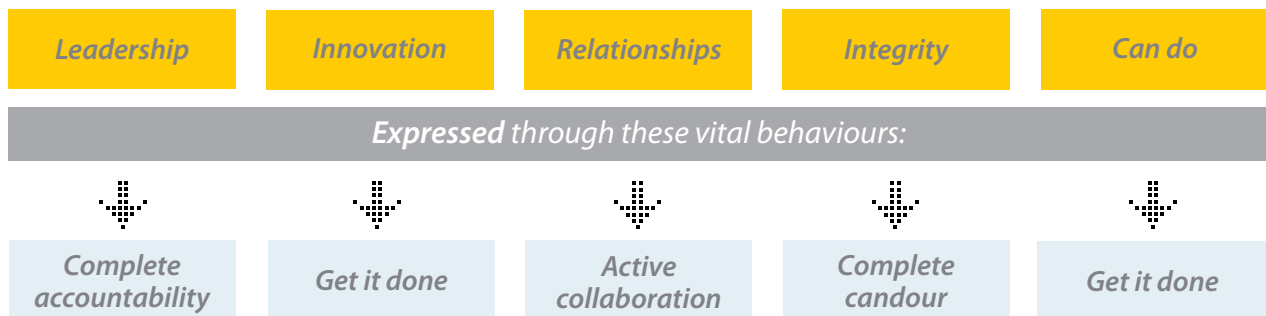 Leadership
Innovation
Relationships
Integrity
Can do
Expressed through these vital behaviours:
Complete
accountability
Get it done
Active
collaboration
Complete
candour
Get it done